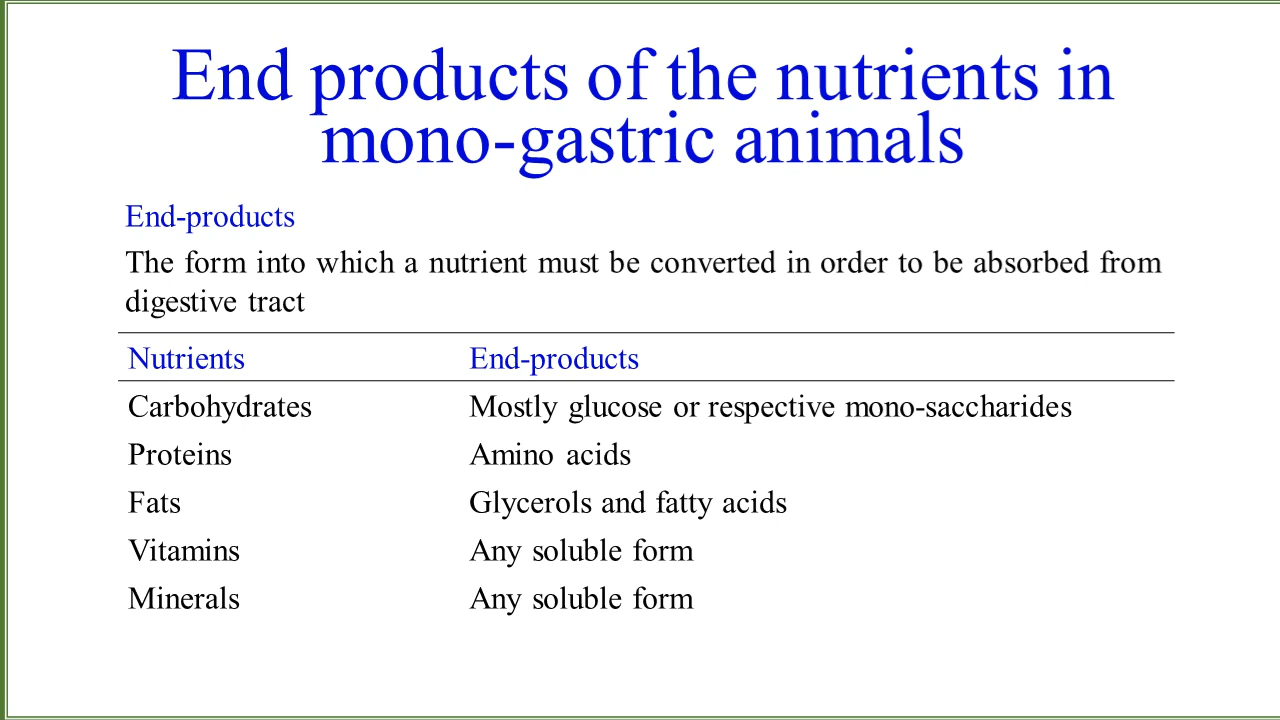 End products of the nutrients in
mono-gastric animals
End-products
The form into which a nutrient must be converted in order to be absorbed from
digestive tract
Nutrients End-products
Carbohydrates Mostly glucose or respective mono-saccharides
Proteins Amino acids
Fats Glycerols and fatty acids
Vitamins Any soluble form
Minerals Any soluble form